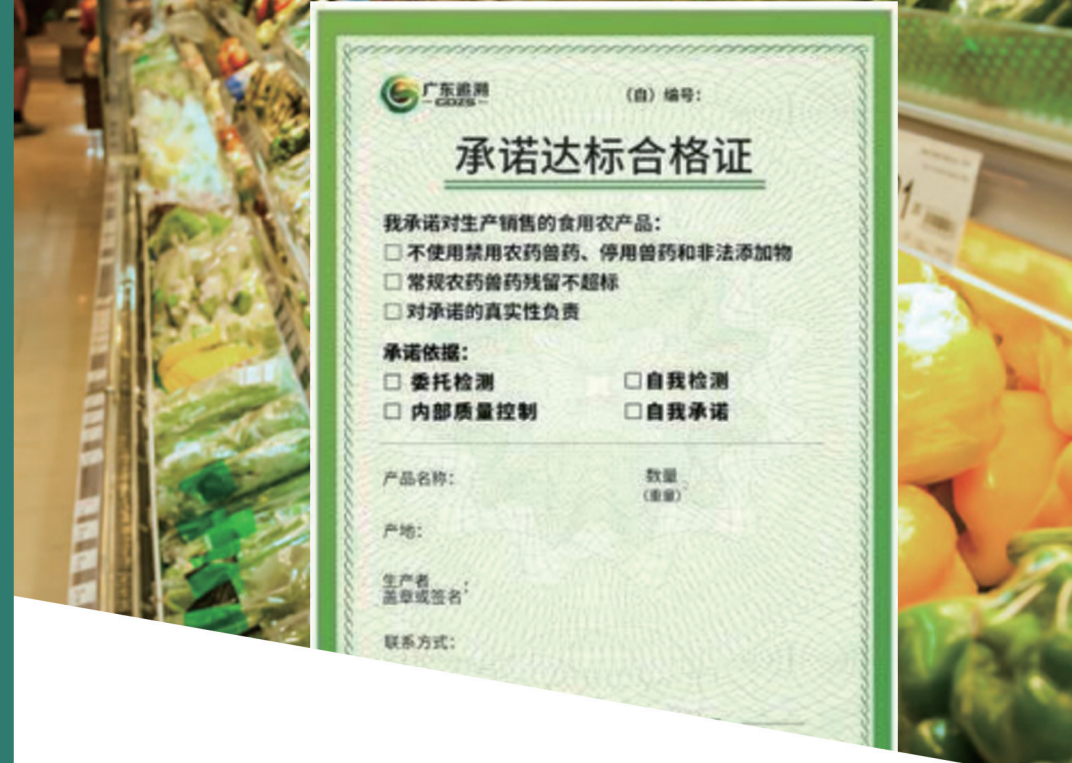 广东追溯
GDZS
（自）编号：
承诺达标合格证
我承诺对生产销售的食用农产品：
□ 不使用禁用农药兽药、停用兽药和非法添加物
□ 常规农药兽药残留不超标
□ 对承诺的真实性负责
承诺依据：
□ 委托检测 □ 自我检测
□ 内部质量控制 □ 自我承诺
产品名称： 数量（重量）：
产地：
生产者盖章或签名：
联系方式：